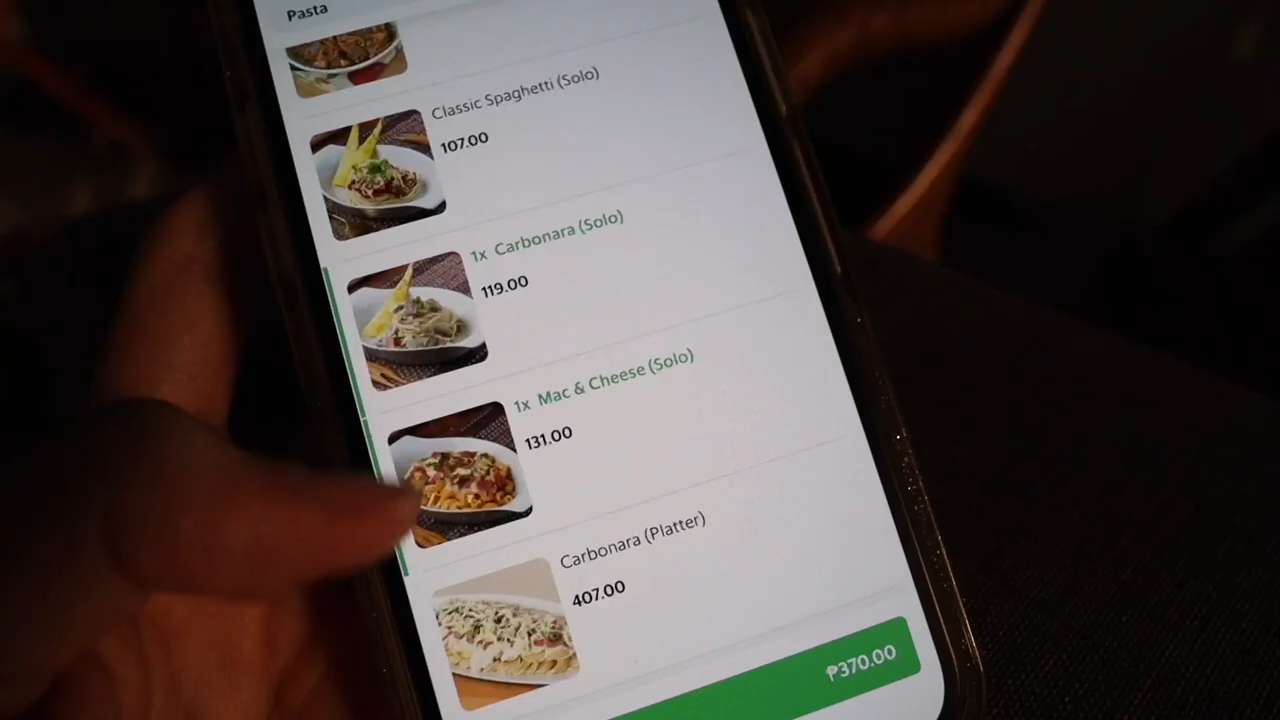 Pasta
Classic Spaghetti (Solo)
107.00
1x Carbonara (Solo)
119.00
1x Mac & Cheese (Solo)
131.00
Carbonara (Platter)
407.00
₱370.00